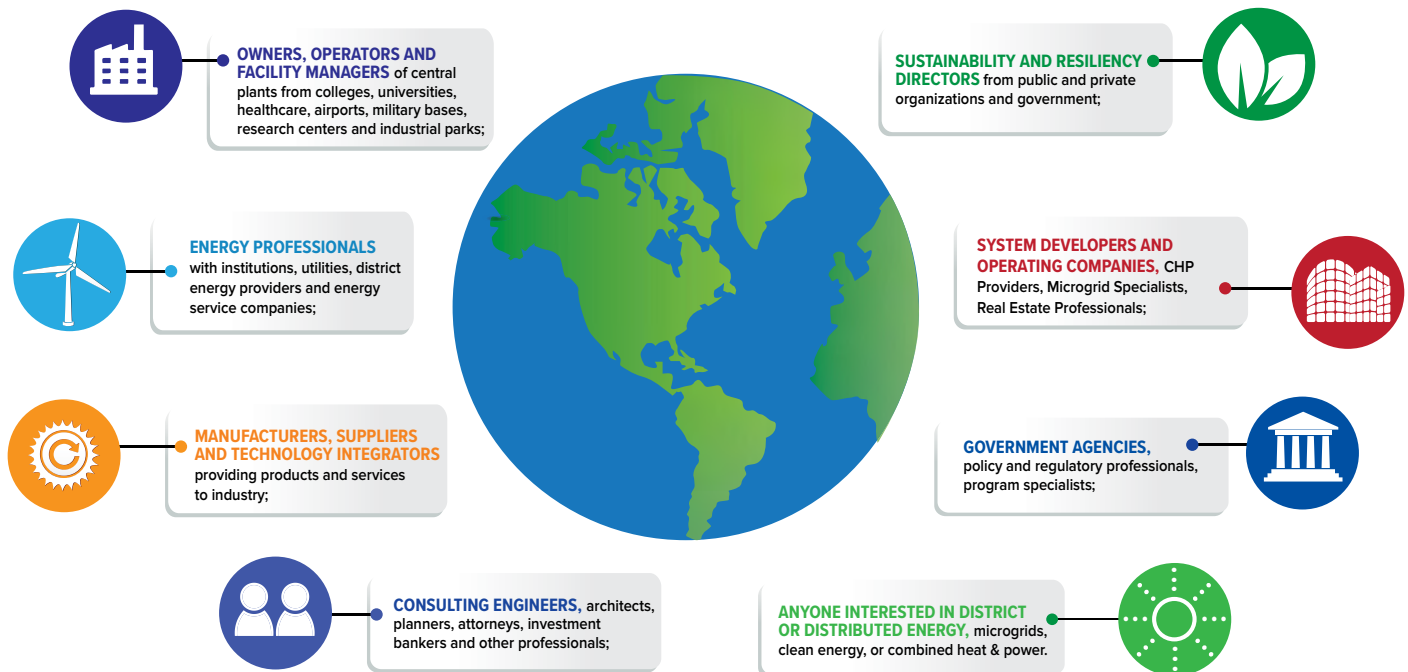 OWNERS, OPERATORS AND
FACILITY MANAGERS of central
plants from colleges, universities,
healthcare, airports, military bases,
research centers and industrial parks;
ENERGY PROFESSIONALS
with institutions, utilities, district
energy providers and energy
service companies;
MANUFACTURERS, SUPPLIERS
AND TECHNOLOGY INTEGRATORS
providing products and services
to industry;
CONSULTING ENGINEERS, architects,
planners, attorneys, investment
bankers and other professionals;
SUSTAINABILITY AND RESILIENCY
DIRECTORS from public and private
organizations and government;
SYSTEM DEVELOPERS AND
OPERATING COMPANIES, CHP
Providers, Microgrid Specialists,
Real Estate Professionals;
GOVERNMENT AGENCIES,
policy and regulatory professionals,
program specialists;
ANYONE INTERESTED IN DISTRICT
OR DISTRIBUTED ENERGY, microgrids,
clean energy, or combined heat & power.